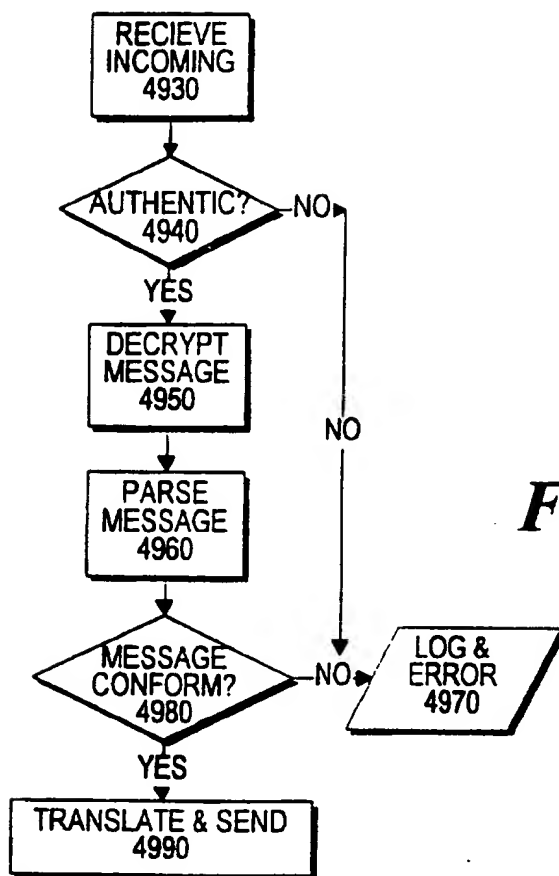 RECIEVE
INCOMING
4930
AUTHENTIC?
4940
NO
YES
DECRYPT
MESSAGE
4950
NO
PARSE
MESSAGE
4960
F
MESSAGE
CONFORM?
4980
NO
LOG &
ERROR
4970
YES
TRANSLATE & SEND
4990